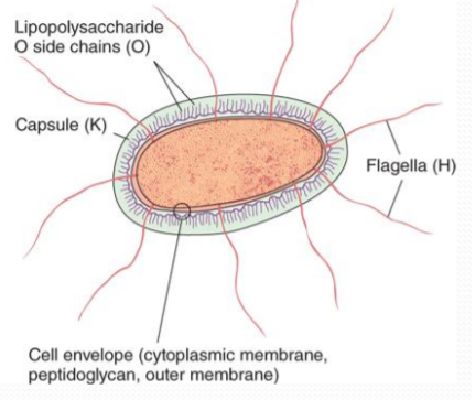 Lipopolysaccharide
O side chains (O)
Capsule (K)
Flagella (H)
Cell envelope (cytoplasmic membrane,
peptidoglycan, outer membrane)